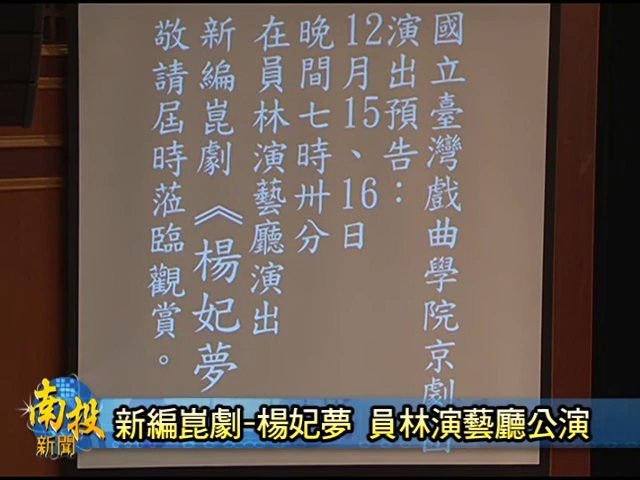 國立臺灣戲曲學院京劇
演出預告：
12月15、16日
晚間七時卅分
在員林演藝廳演出
新編崑劇《楊妃夢
敬請屆時蒞臨觀賞。
南投
新聞
新編崑劇-楊妃夢 員林演藝廳公演